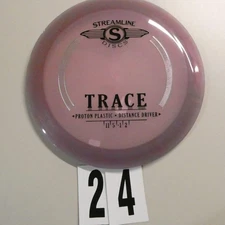 STREAMLINE
S
DISCS
TRACE
•PROTON PLASTIC • DISTANCE DRIVER•
24